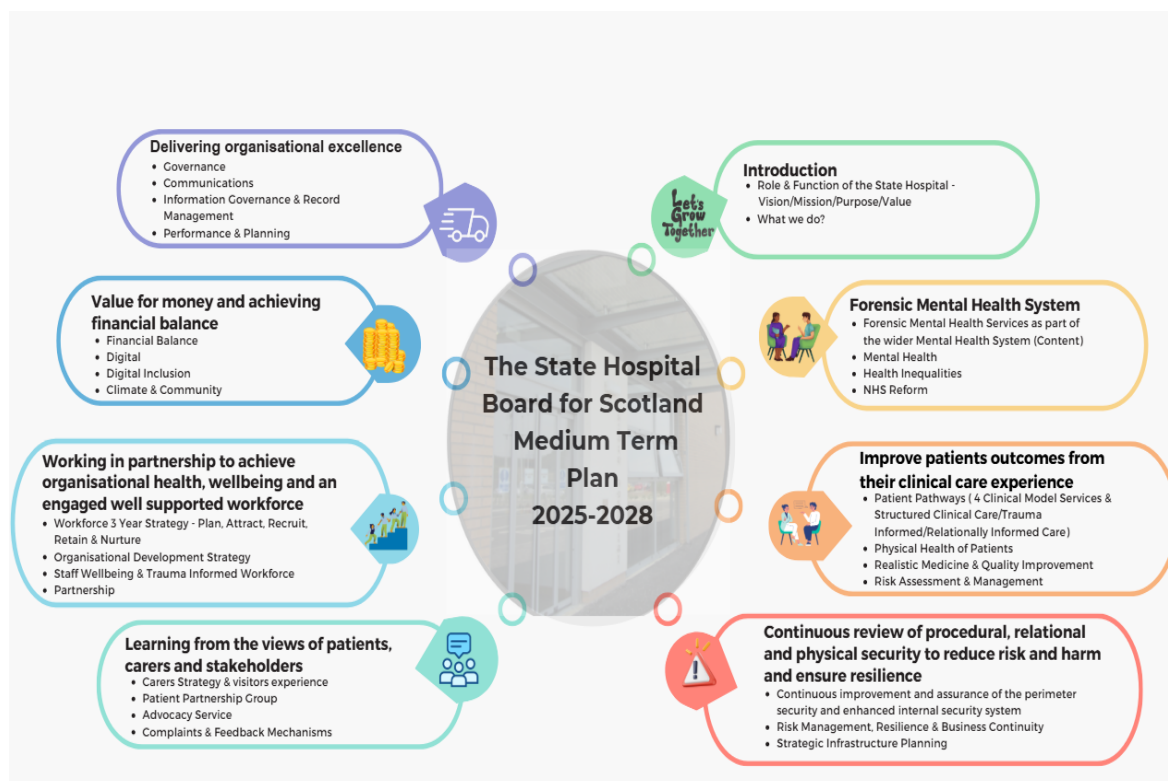 Delivering organisational excellence
• Governance
• Communications
• Information Governance & Record
Management
• Performance & Planning
Let's
Grow
Together
Introduction
• Role & Function of the State Hospital -
Vision/Mission/Purpose/Value
• What we do?
Value for money and achieving
financial balance
• Financial Balance
• Digital
• Digital Inclusion
• Climate & Community
The State Hospital
Board for Scotland
Medium Term
Plan
2025-2028
Forensic Mental Health System
• Forensic Mental Health Services as part of
the wider Mental Health System (Content)
• Mental Health
• Health Inequalities
• NHS Reform
Working in partnership to achieve
organisational health, wellbeing and an
engaged well supported workforce
• Workforce 3 Year Strategy - Plan, Attract, Recruit,
Retain & Nurture
• Organisational Development Strategy
• Staff Wellbeing & Trauma Informed Workforce
• Partnership
Improve patients outcomes from
their clinical care experience
• Patient Pathways ( 4 Clinical Model Services &
Structured Clinical Care/Trauma
Informed/Relationally Informed Care)
• Physical Health of Patients
• Realistic Medicine & Quality Improvement
• Risk Assessment & Management
Learning from the views of patients,
carers and stakeholders
• Carers Strategy & visitors experience
• Patient Partnership Group
• Advocacy Service
• Complaints & Feedback Mechanisms
Continuous review of procedural, relational
and physical security to reduce risk and harm
and ensure resilience
• Continuous improvement and assurance of the perimeter
security and enhanced internal security system
• Risk Management, Resilience & Business Continuity
• Strategic Infrastructure Planning